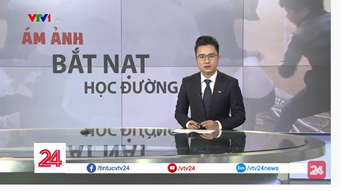 VTV1
ÁM ẢNH
BẮT NẠT
HỌC ĐƯỜNG
24
/tintucvtv24
/vtv24
/vtv24news
24